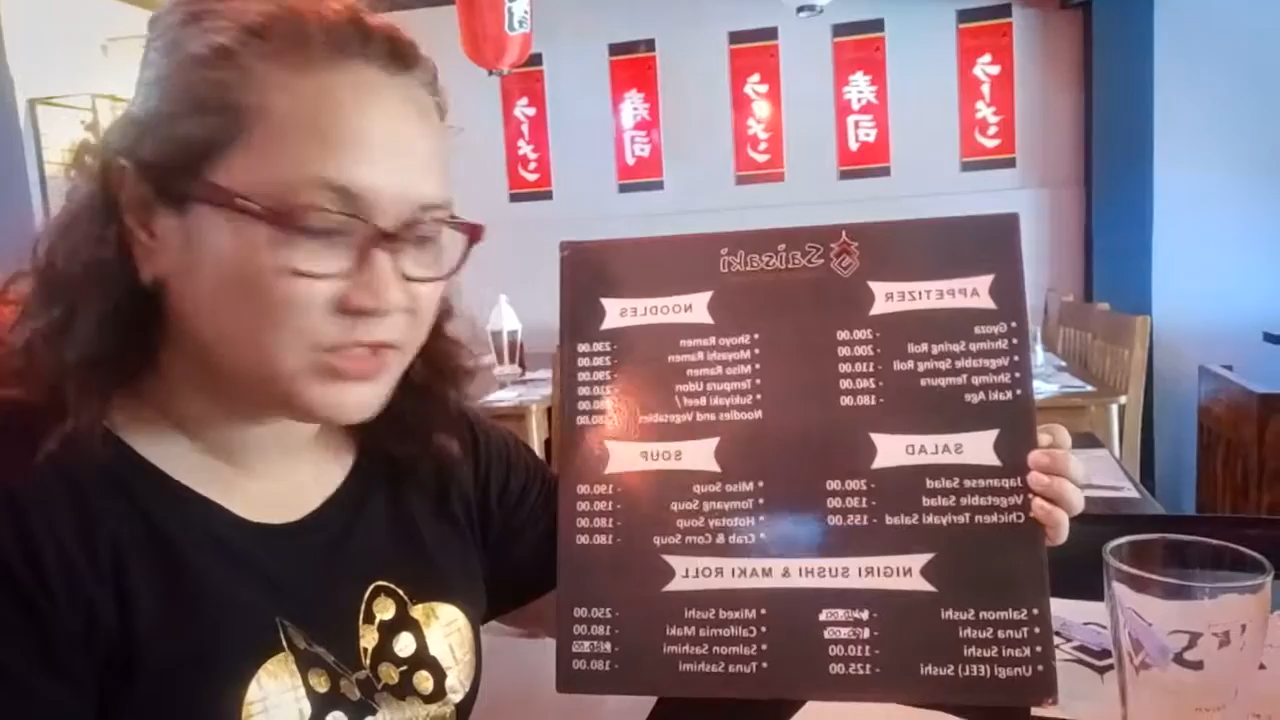 ラーメン
寿司
ラーメン
寿司
ラーメン
Saisaki
APPETIZER
* Gyoza - 200.00
* Shrimp Spring Roll - 200.00
* Vegetable Spring Roll - 110.00
* Shrimp Tempura - 240.00
* Kaki Age - 180.00
NOODLES
* Shoyo Ramen - 230.00
* Moyashi Ramen - 230.00
* Miso Ramen - 290.00
* Tempura Udon
* Sukiyaki Beef /
Noodles and Vegetables
SALAD
* Japanese Salad - 200.00
* Vegetable Salad - 130.00
Chicken Teriyaki Salad - 155.00
SOUP
* Miso Soup - 190.00
* Tomyang Soup - 190.00
* Hototay Soup - 180.00
* Crab & Corn Soup - 180.00
NIGIRI SUSHI & MAKI ROLL
* Salmon Sushi -
* Tuna Sushi -
* Kani Sushi - 110.00
* Unagi (EEL) Sushi - 125.00
* Mixed Sushi - 250.00
* California Maki - 180.00
* Salmon Sashimi -
* Tuna Sashimi - 180.00